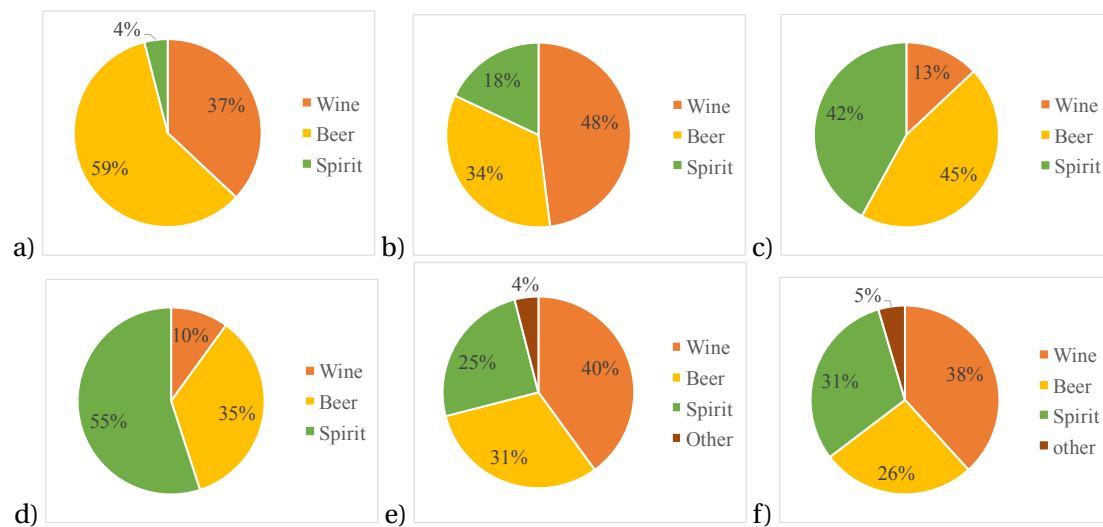 4%
37%
59%
Wine
Beer
Spirit
a)
18%
48%
34%
Wine
Beer
Spirit
b)
13%
42%
45%
Wine
Beer
Spirit
c)
10%
35%
55%
Wine
Beer
Spirit
d)
4%
25%
40%
31%
Wine
Beer
Spirit
Other
e)
5%
31%
38%
26%
Wine
Beer
Spirit
other
f)